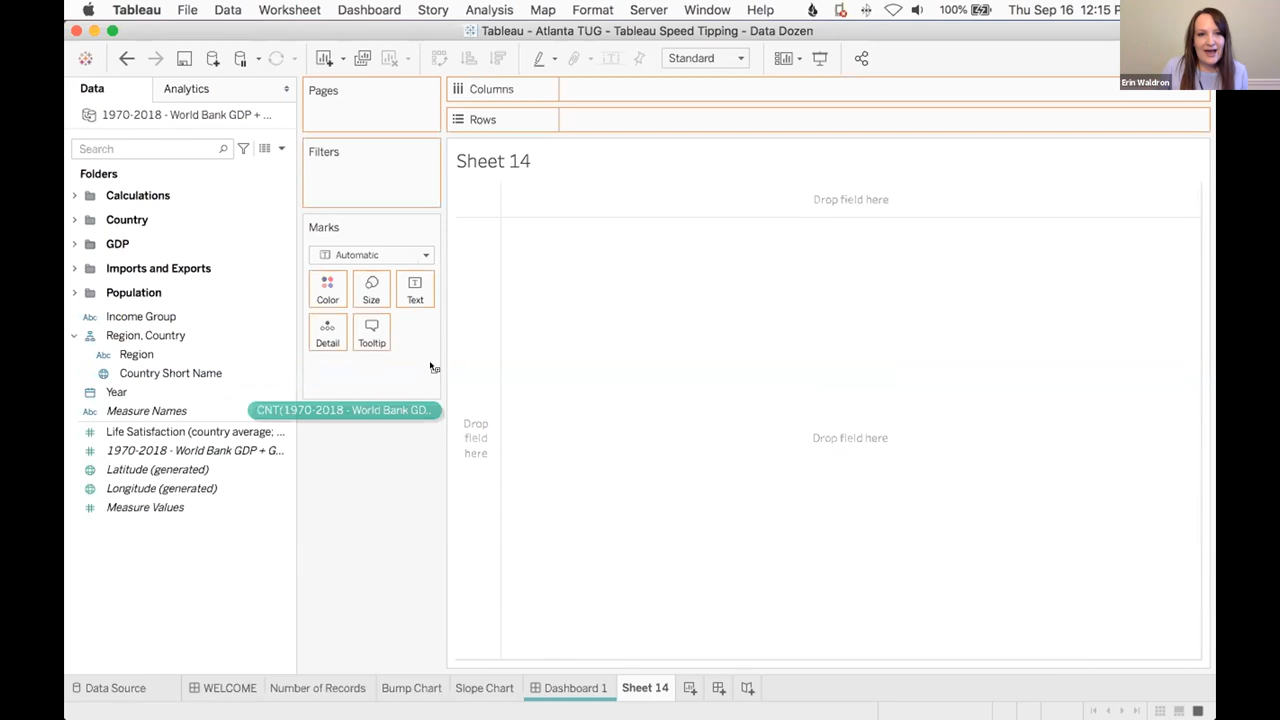 Tableau File Data Worksheet Dashboard Story Analysis Map Format Server Window Help 100% Thu Sep 16 12:15 P
Tableau - Atlanta TUG - Tableau Speed Tipping - Data Dozen
Erin Waldron
Standard
Data Analytics
Pages
Columns
1970-2018 - World Bank GDP + ...
Rows
Search
Filters
Sheet 14
Folders
Calculations
Drop field here
Country
Marks
GDP
Automatic
Imports and Exports
Population
Color Size Text
Income Group
Region, Country
Detail Tooltip
Region
Country Short Name
Year
Measure Names
CNT(1970-2018 - World Bank GD..
Life Satisfaction (country average; ...
Drop
field
here
Drop field here
1970-2018 - World Bank GDP + G...
Latitude (generated)
Longitude (generated)
Measure Values
Data Source WELCOME Number of Records Bump Chart Slope Chart Dashboard 1 Sheet 14